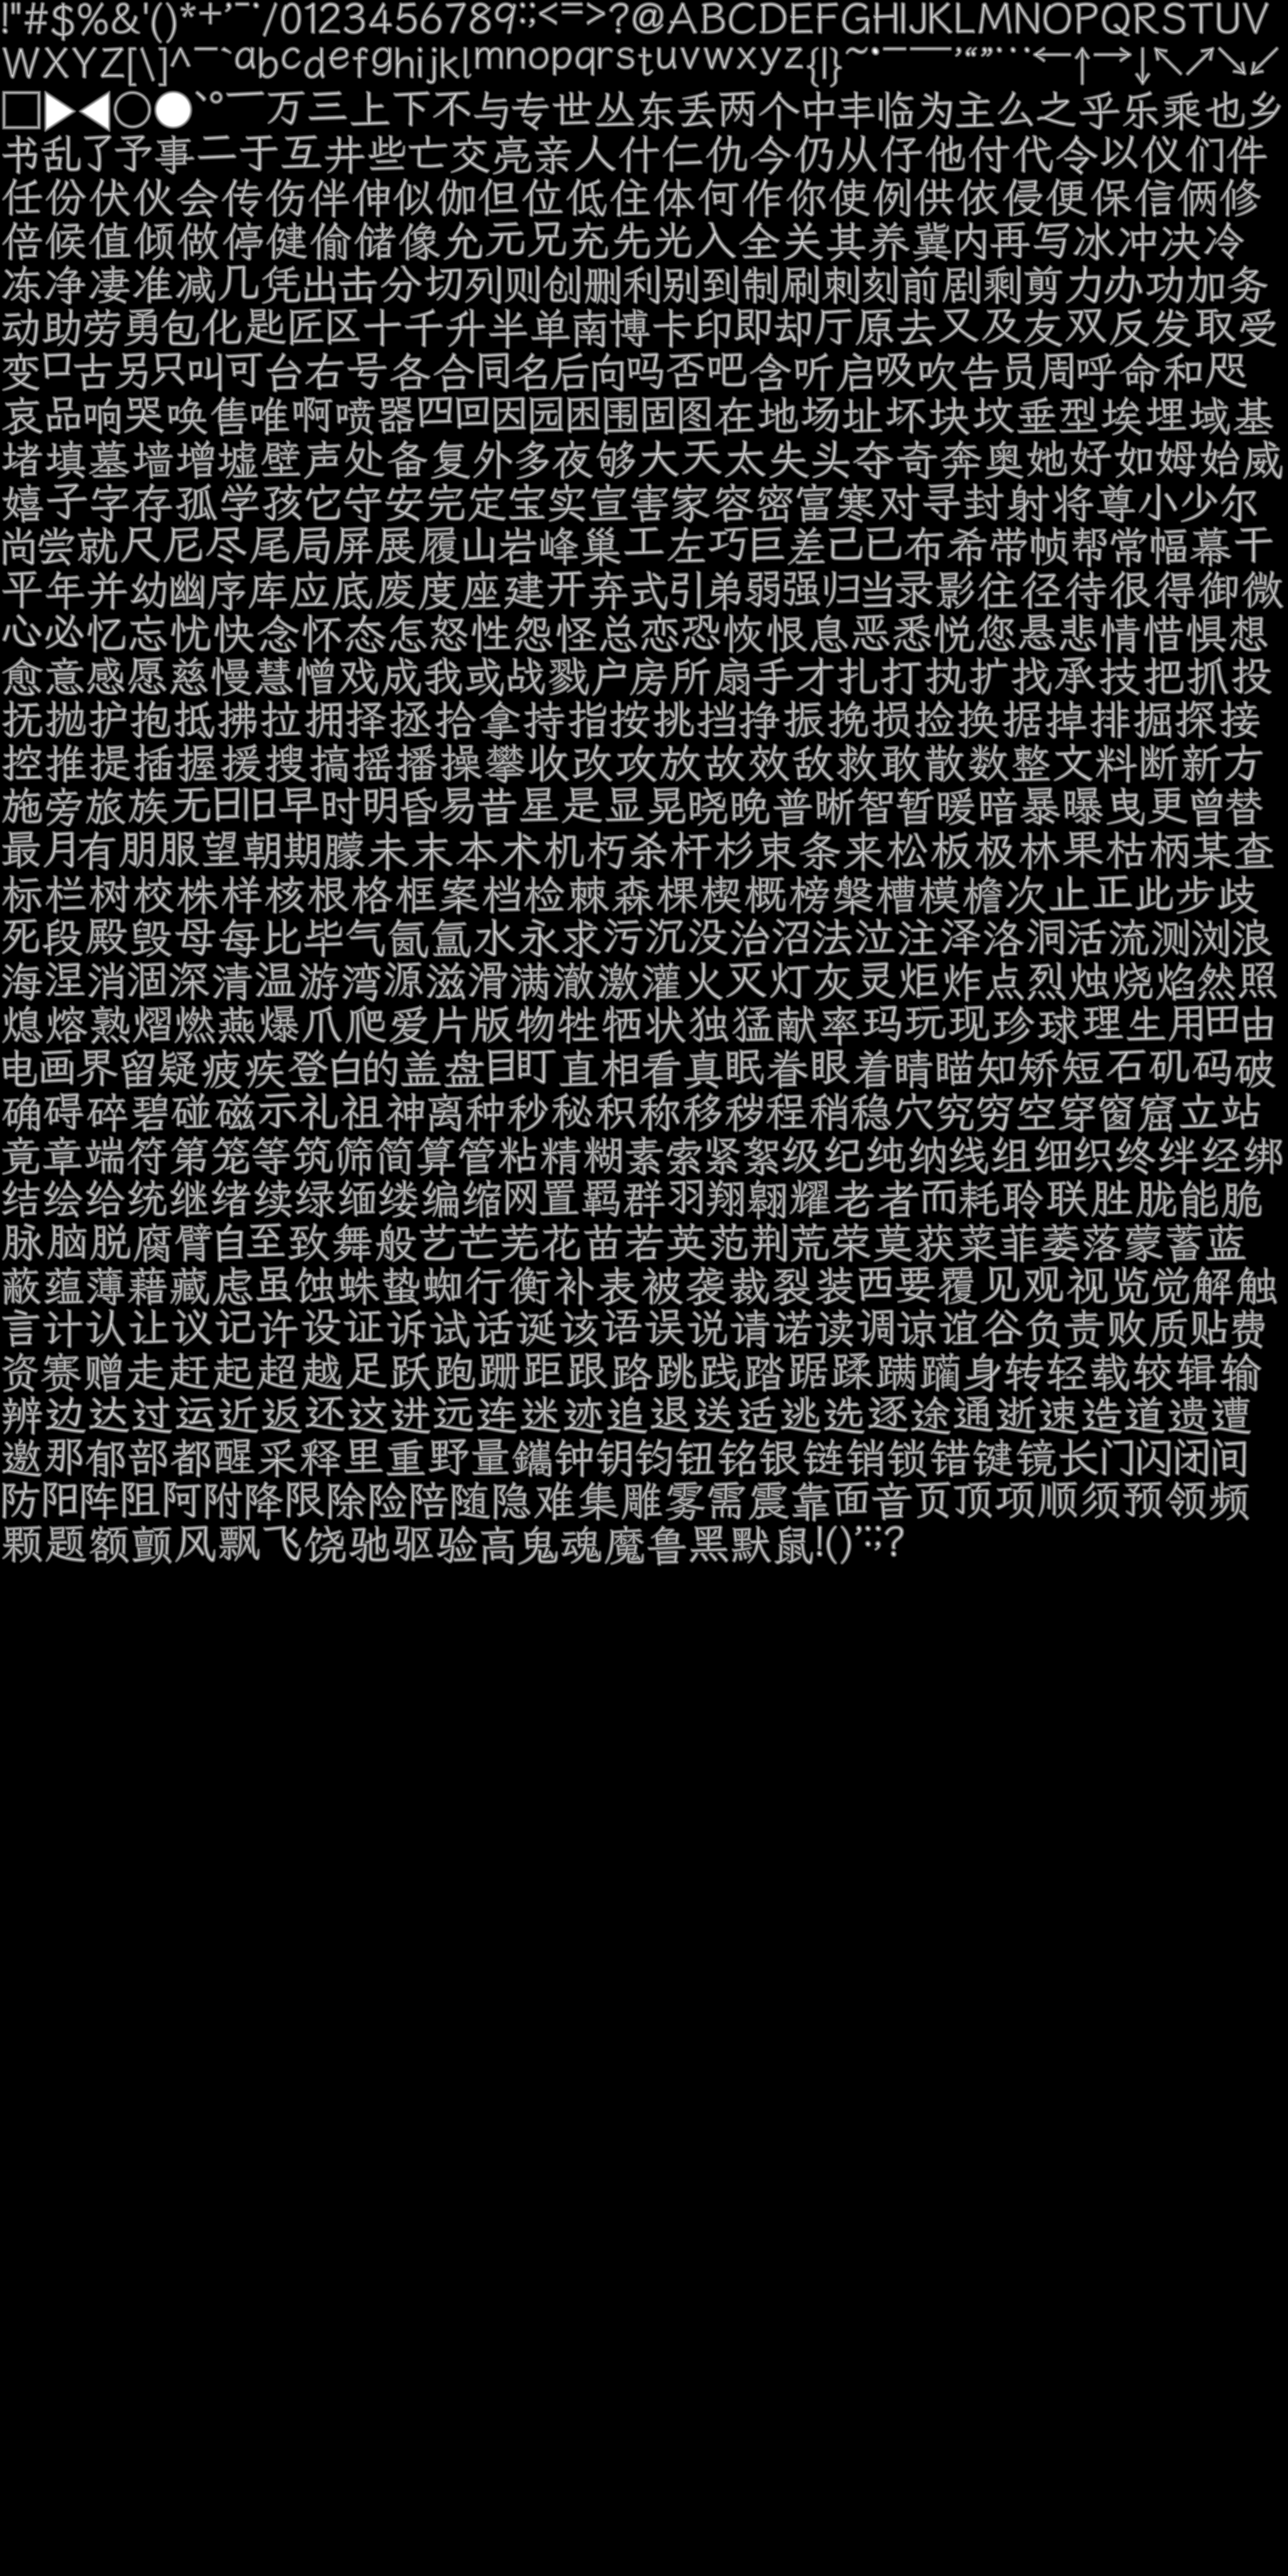 !"#$%&'()*+,-./0123456789:;<=>?@ABCDEFGHIJKLMNOPQRSTUV
WXYZ[\]^_`abcdefghijklmnopqrstuvwxyz{|}~·–—’“”…←↑→↓↖↗↘↙
□▶◀○●、。一万三上下不与专世丛东丢两个中丰临为主么之乎乐乘也乡
书乱了予事二于互井些亡交亮亲人什仁仇今仍从仔他付代令以仪们件
任份伏伙会传伤伴伸似伽但位低住体何作你使例供依侵便保信俩修
倍候值倾做停健偷储像允元兄充先光入全关其养冀内再写冰冲决冷
冻净凄准减几凭出击分切列则创删利别到制刷刺刻前剧剩剪力办功加务
动助劳勇包化匙匠区十千升半单南博卡印即却厅原去又及友双反发取受
变口古另只叫可台右号各合同名后向吗否吧含听启吸吹告员周呼命和咫
哀品响哭唤售唯啊喷器四回因园困围固图在地场址坏块坟垂型埃埋域基
堵填墓墙增墟壁声处备复外多夜够大天太失头夺奇奔奥她好如姆始威
嬉子字存孤学孩它守安完定宝实宣害家容密富寒对寻封射将尊小少尔
尚尝就尺尼尽尾局屏展履山岩峰巢工左巧巨差己已布希带帧帮常幅幕干
平年并幼幽序库应底废度座建开弃式引弟弱强归当录影往径待很得御微
心必忆忘忧快念怀态怎怒性怨怪总恋恐恢恨息恶悉悦您悬悲情惜惧想
愈意感愿慈慢慧憎戏成我或战戮户房所扇手才扎打执扩找承技把抓投
抚抛护抱抵拂拉拥择拯拾拿持指按挑挡挣振挽损捡换据掉排掘探接
控推提插握援搜搞摇播操攀收改攻放故效敌救敢散数整文料断新方
施旁旅族无日旧早时明昏易昔星是显晃晓晚普晰智暂暖暗暴曝曳更曾替
最月有朋服望朝期朦未末本术机朽杀杆杉束条来松板极林果枯柄某查
标栏树校株样核根格框案档检棘森棵楔概榜槃槽模檐次止正此步歧
死段殿毁母每比毕气氤氲水永求污沉没治沼法泣注泽洛洞活流测浏浪
海涅消涸深清温游湾源滋滑满澈激灌火灭灯灰灵炬炸点烈烛烧焰然照
熄熔熟熠燃燕爆爪爬爱片版物牲牺状独猛献率玛玩现珍球理生用田由
电画界留疑疲疾登白的盖盘目盯直相看真眠眷眼着睛瞄知矫短石矶码破
确碍碎碧碰磁示礼祖神离种秒秘积称移秽程稍稳穴究穷空穿窗窟立站
竟章端符第笼等筑筛简算管粘精糊素索紧絮级纪纯纳线组细织终绊经绑
结绘给统继绪续绿缅缕编缩网置羁群羽翔翱耀老者而耗聆联胜胧能脆
脉脑脱腐臂自至致舞般艺芒芜花苗若英范荆荒荣莫获菜菲萎落蒙蓄蓝
蔽蕴薄藉藏虑虽蚀蛛蛰蜘行衡补表被袭裁裂装西要覆见观视览觉解触
言计认让议记许设证诉试话诞该语误说请诺读调谅谊谷负责败质贴费
资赛赠走赶起超越足跃跑跚距跟路跳践踏踞蹂蹒躏身转轻载较辑输
辨边达过运近返还这进远连迷迹追退送适逃选逐途通逝速造道遗遭
邀那郁部都醒采释里重野量鑴钟钥钧钮铭银链销锁错键镜长门闪闭间
防阳阵阻阿附降限除险陪随隐难集雕雾需震靠面音页顶项顺须预领频
颗题额颤风飘飞饶驰驱验高鬼魂魔鲁黑默鼠!(),:;?